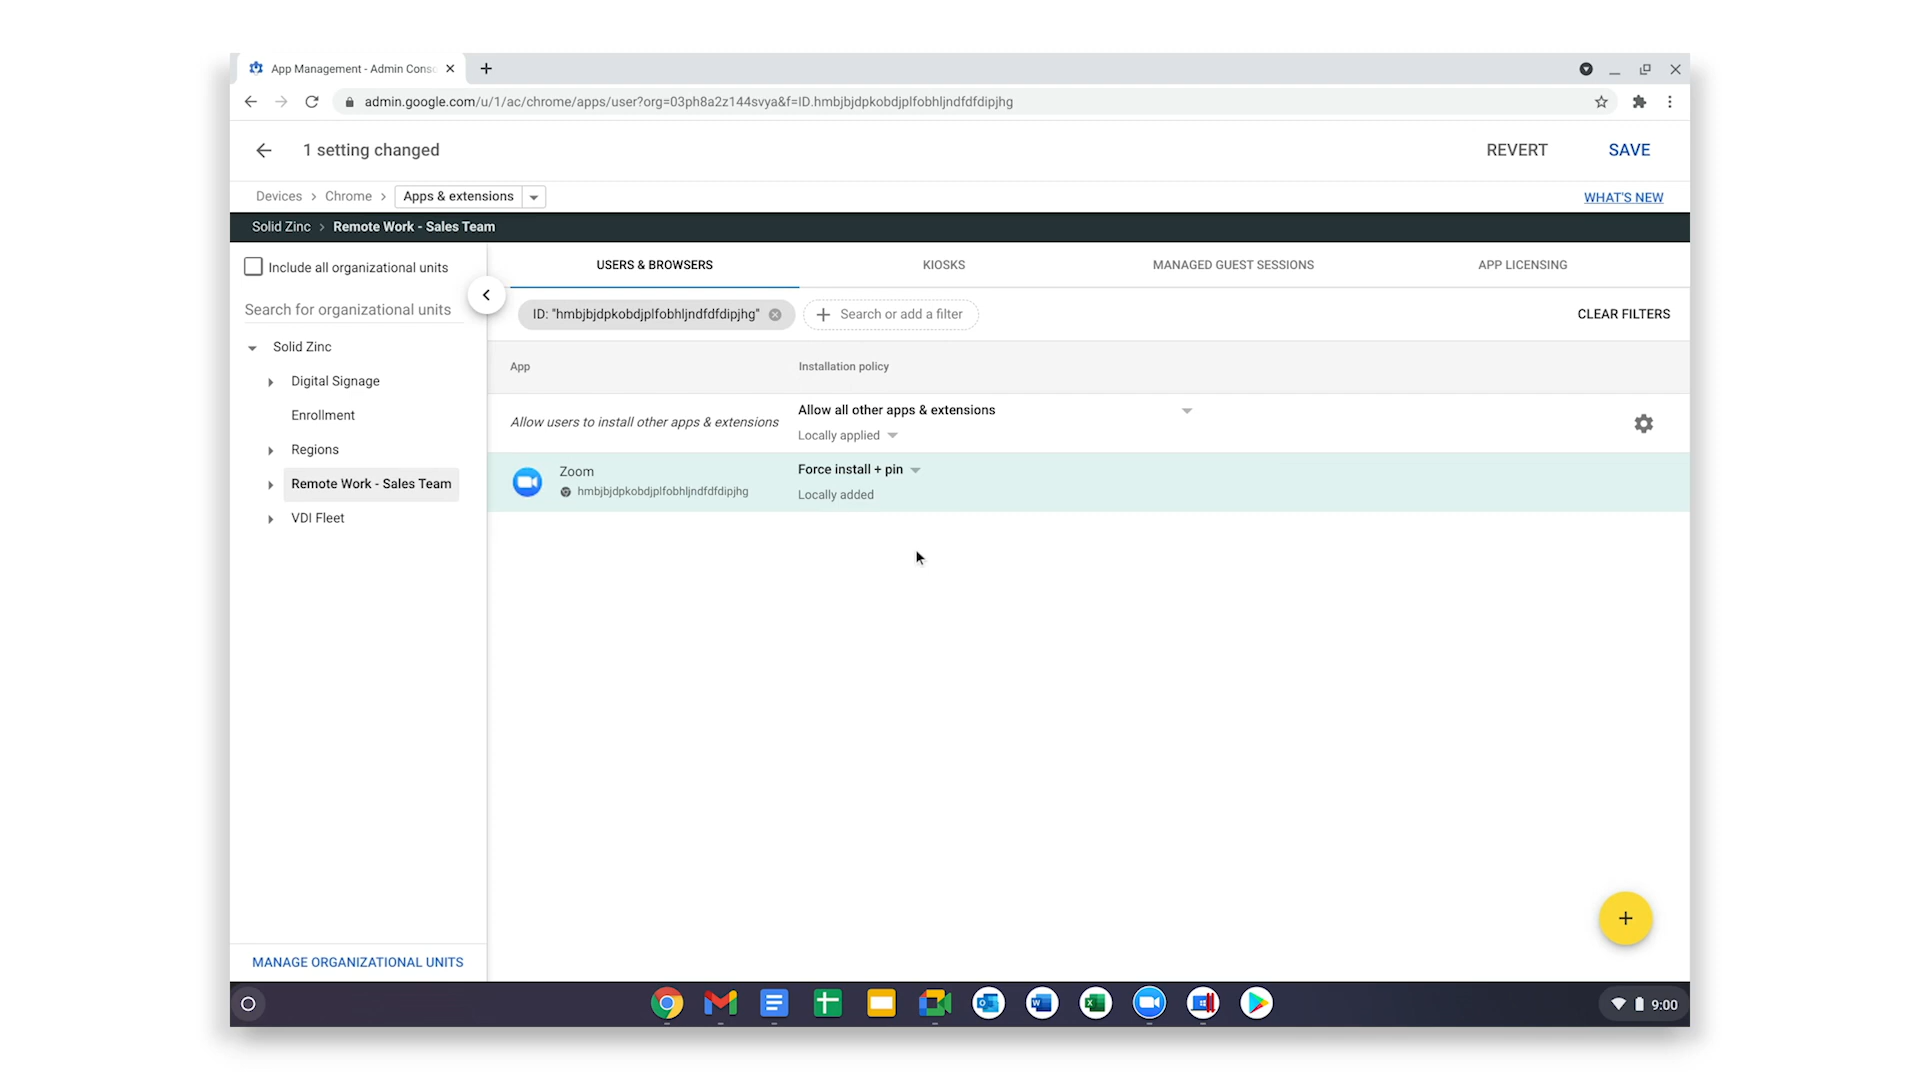 App Management - Admin Conso
admin.google.com/u/1/ac/chrome/apps/user?org=03ph8a2z144svya&f=ID.hmbjbjdpkobdjplfobhljndfdfdipjhg
1 setting changed
REVERT
SAVE
Devices > Chrome > Apps & extensions
WHAT'S NEW
Solid Zinc > Remote Work - Sales Team
Include all organizational units
USERS & BROWSERS
KIOSKS
MANAGED GUEST SESSIONS
APP LICENSING
Search for organizational units
ID: "hmbjbjdpkobdjplfobhljndfdfdipjhg"
Search or add a filter
CLEAR FILTERS
Solid Zinc
Digital Signage
Enrollment
Regions
Remote Work - Sales Team
VDI Fleet
App
Installation policy
Allow users to install other apps & extensions
Allow all other apps & extensions
Locally applied
Zoom
hmbjbjdpkobdjplfobhljndfdfdipjhg
Force install + pin
Locally added
MANAGE ORGANIZATIONAL UNITS
9:00